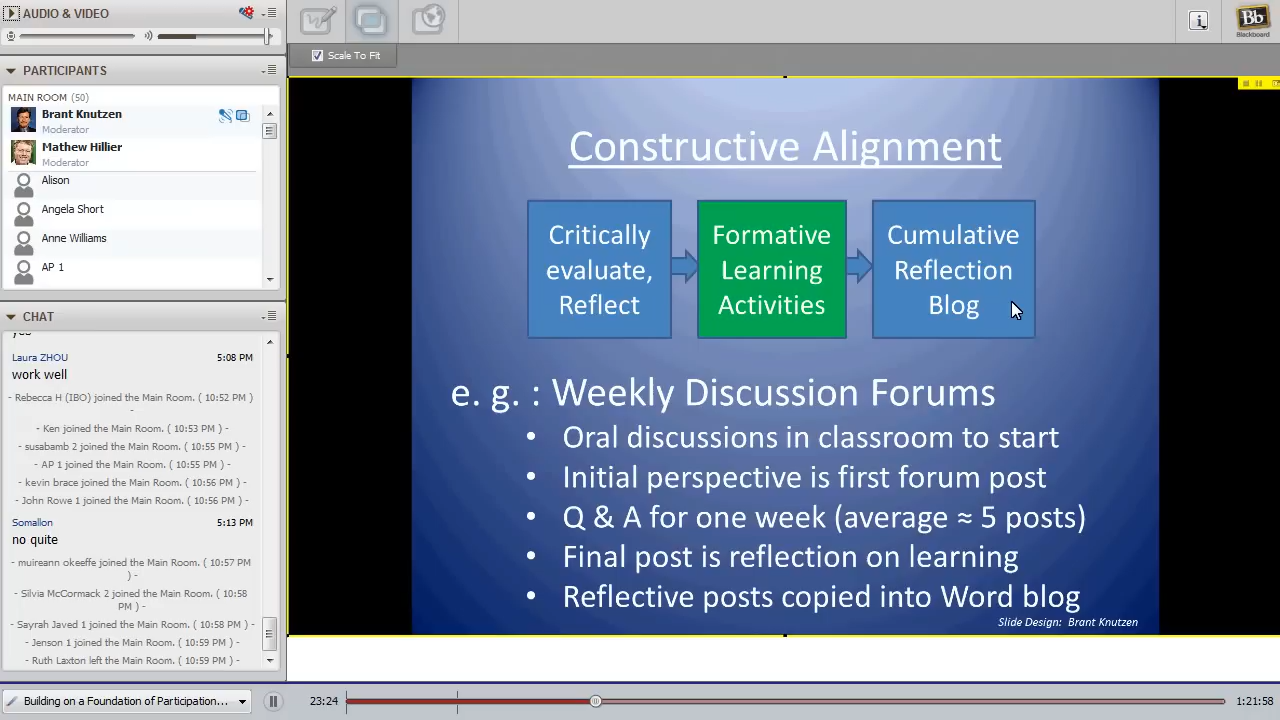 AUDIO & VIDEO
Scale To Fit
Bb
Blackboard
PARTICIPANTS
MAIN ROOM (50)
Brant Knutzen
Moderator
Mathew Hillier
Moderator
Alison
Angela Short
Anne Williams
AP 1
CHAT
yes
Laura ZHOU 5:08 PM
work well
- Rebecca H (IBO) joined the Main Room. ( 10:52 PM )
-
- Ken joined the Main Room. ( 10:53 PM ) -
- susabamb 2 joined the Main Room. ( 10:55 PM ) -
- AP 1 joined the Main Room. ( 10:55 PM ) -
- kevin brace joined the Main Room. ( 10:56 PM ) -
- John Rowe 1 joined the Main Room. ( 10:56 PM ) -
Somallon 5:13 PM
no quite
- muireann okeeffe joined the Main Room. ( 10:57 PM
) -
- Silvia McCormack 2 joined the Main Room. ( 10:58
PM ) -
- Sayrah Javed 1 joined the Main Room. ( 10:58 PM ) -
- Jenson 1 joined the Main Room. ( 10:59 PM ) -
- Ruth Laxton left the Main Room. ( 10:59 PM ) -
Constructive Alignment
Critically
evaluate,
Reflect
Formative
Learning
Activities
Cumulative
Reflection
Blog
e. g. : Weekly Discussion Forums
• Oral discussions in classroom to start
• Initial perspective is first forum post
• Q & A for one week (average ≈ 5 posts)
• Final post is reflection on learning
• Reflective posts copied into Word blog
Slide Design: Brant Knutzen
Building on a Foundation of Participation... 23:24 1:21:58